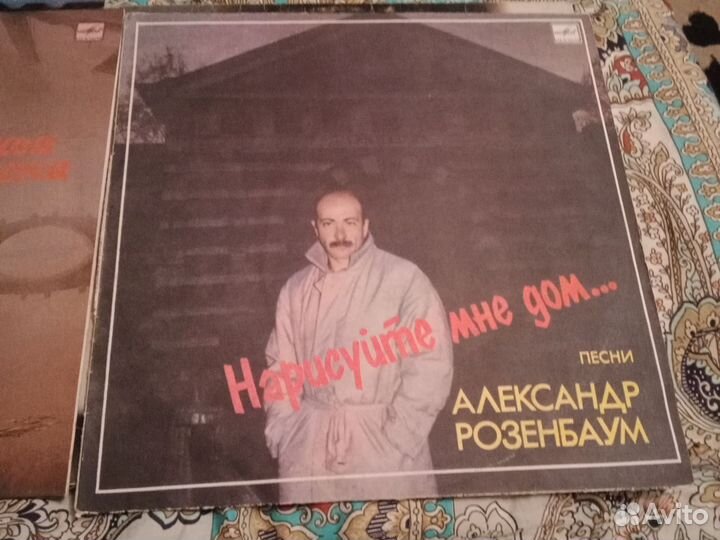 Нарисуйте мне дом...
ПЕСНИ
АЛЕКСАНДР
РОЗЕНБАУМ
Avito